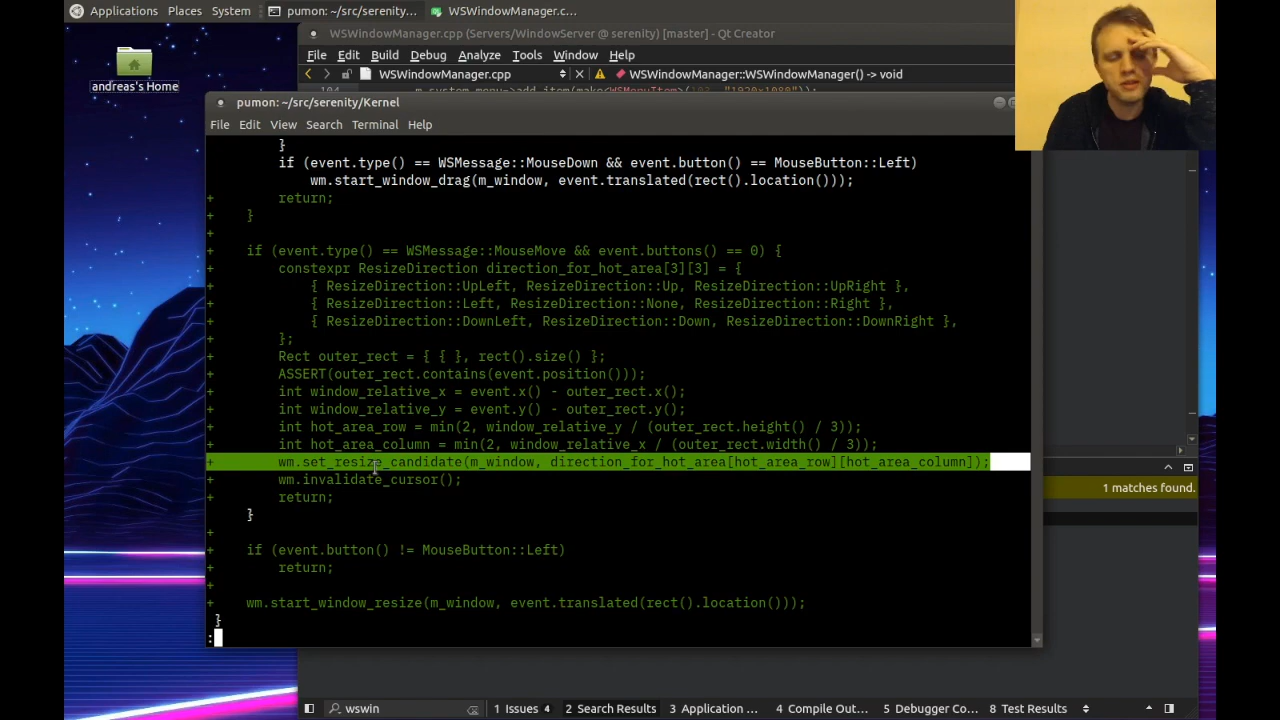 Applications Places System pumon: ~/src/serenity... WSWindowManager.c...
WSWindowManager.cpp (Servers/WindowServer @ serenity) [master] - Qt Creator
File Edit Build Debug Analyze Tools Window Help
WSWindowManager.cpp WSWindowManager::WSWindowManager() -> void
andreas's Home
104 m_system_menu->add_item(make<WSMenuItem>(103, "1920x1080"));
pumon: ~/src/serenity/Kernel
File Edit View Search Terminal Help
}
if (event.type() == WSMessage::MouseDown && event.button() == MouseButton::Left)
wm.start_window_drag(m_window, event.translated(rect().location()));
+ return;
+ }
+
+ if (event.type() == WSMessage::MouseMove && event.buttons() == 0) {
+ constexpr ResizeDirection direction_for_hot_area[3][3] = {
+ { ResizeDirection::UpLeft, ResizeDirection::Up, ResizeDirection::UpRight },
+ { ResizeDirection::Left, ResizeDirection::None, ResizeDirection::Right },
+ { ResizeDirection::DownLeft, ResizeDirection::Down, ResizeDirection::DownRight },
+ };
+ Rect outer_rect = { { }, rect().size() };
+ ASSERT(outer_rect.contains(event.position()));
+ int window_relative_x = event.x() - outer_rect.x();
+ int window_relative_y = event.y() - outer_rect.y();
+ int hot_area_row = min(2, window_relative_y / (outer_rect.height() / 3));
+ int hot_area_column = min(2, window_relative_x / (outer_rect.width() / 3));
+ wm.set_resize_candidate(m_window, direction_for_hot_area[hot_area_row][hot_area_column]);
+ wm.invalidate_cursor();
+ return;
}
+
+ if (event.button() != MouseButton::Left)
+ return;
+
+ wm.start_window_resize(m_window, event.translated(rect().location()));
}
:
1 matches found.
wswin 1 Issues 4 2 Search Results 3 Application ... 4 Compile Out... 5 Debugger Co... 8 Test Results